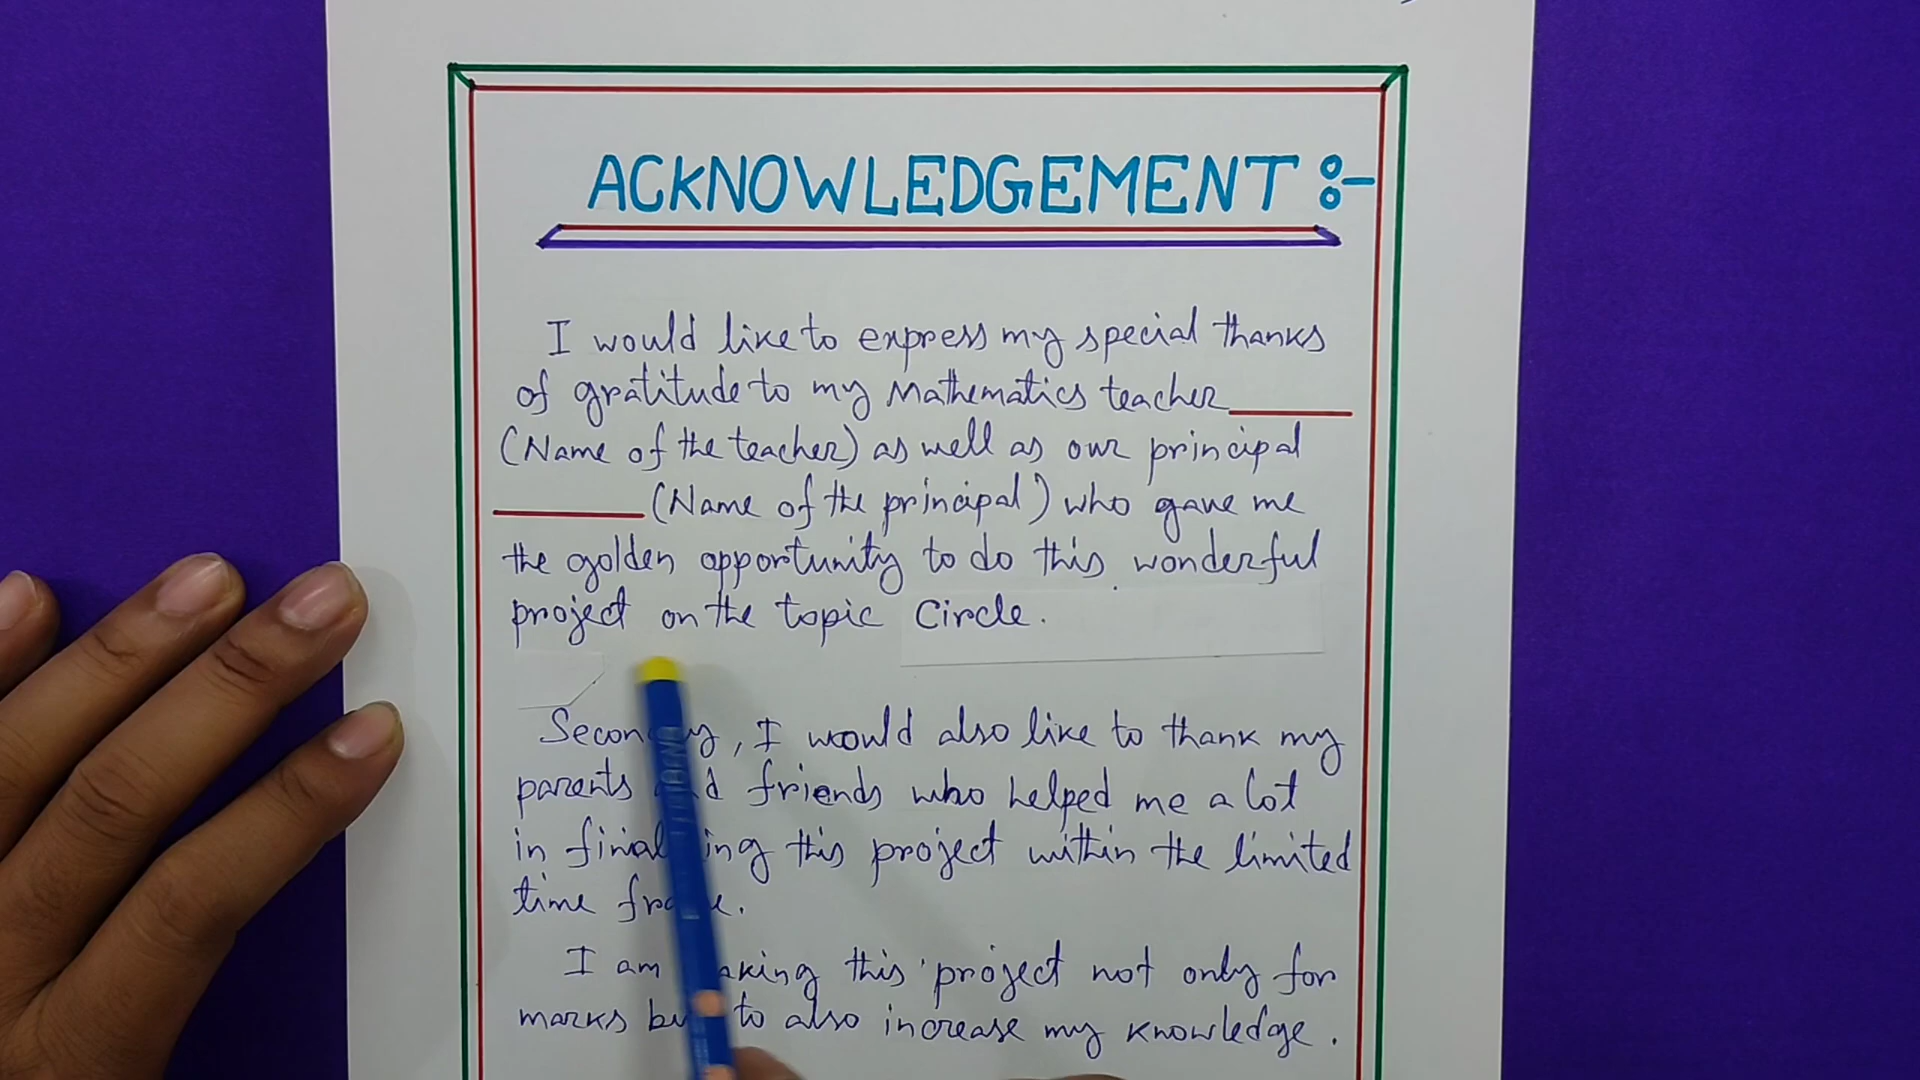 ACKNOWLEDGEMENT :-
I would like to express my special thanks
of gratitude to my Mathematics teacher
(Name of the teacher) as well as our principal
(Name of the principal) who gave me
the golden opportunity to do this wonderful
project on the topic Circle.
I would also like to thank my
parents friends who helped me a lot
in this project within the limited
time
I am this project not only for
marks to also increase my knowledge.